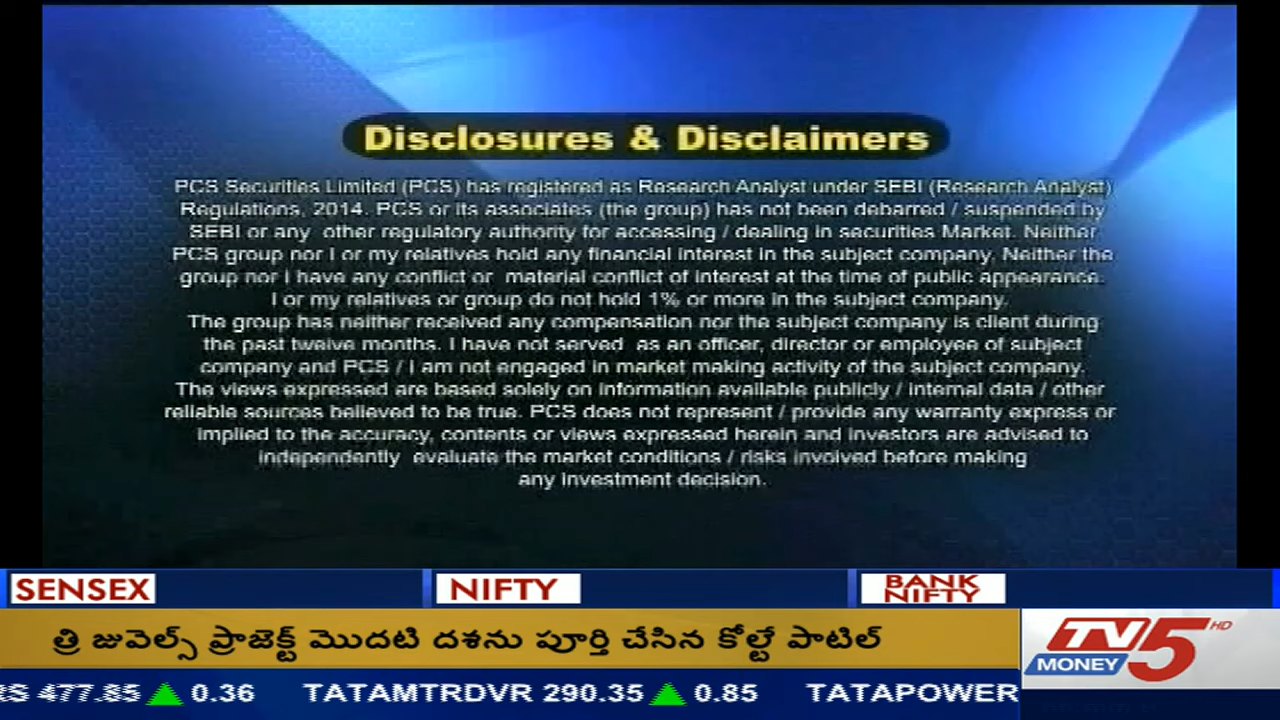 Disclosures & Disclaimers
PCS Securities Limited (PCS) has registered as Research Analyst under SEBI (Research Analyst)
Regulations, 2014. PCS or its associates (the group) has not been debarred / suspended by
SEBI or any other regulatory authority for accessing / dealing in securities Market. Neither
PCS group nor I or my relatives hold any financial interest in the subject company. Neither the
group nor I have any conflict or material conflict of interest at the time of public appearance.
I or my relatives or group do not hold 1% or more in the subject company.
The group has neither received any compensation nor the subject company is client during
the past twelve months. I have not served as an officer, director or employee of subject
company and PCS / I am not engaged in market making activity of the subject company.
The views expressed are based solely on information available publicly / internal data / other
reliable sources believed to be true. PCS does not represent / provide any warranty express or
implied to the accuracy, contents or views expressed herein and investors are advised to
independently evaluate the market conditions / risks involved before making
any investment decision.
SENSEX NIFTY BANK NIFTY
త్రి జువెల్స్ ప్రాజెక్ట్ మొదటి దశను పూర్తి చేసిన కోల్టే పాటిల్
TV5 HD
MONEY
RS 477.85 ▲ 0.36 TATAMTRDVR 290.35 ▲ 0.85 TATAPOWER